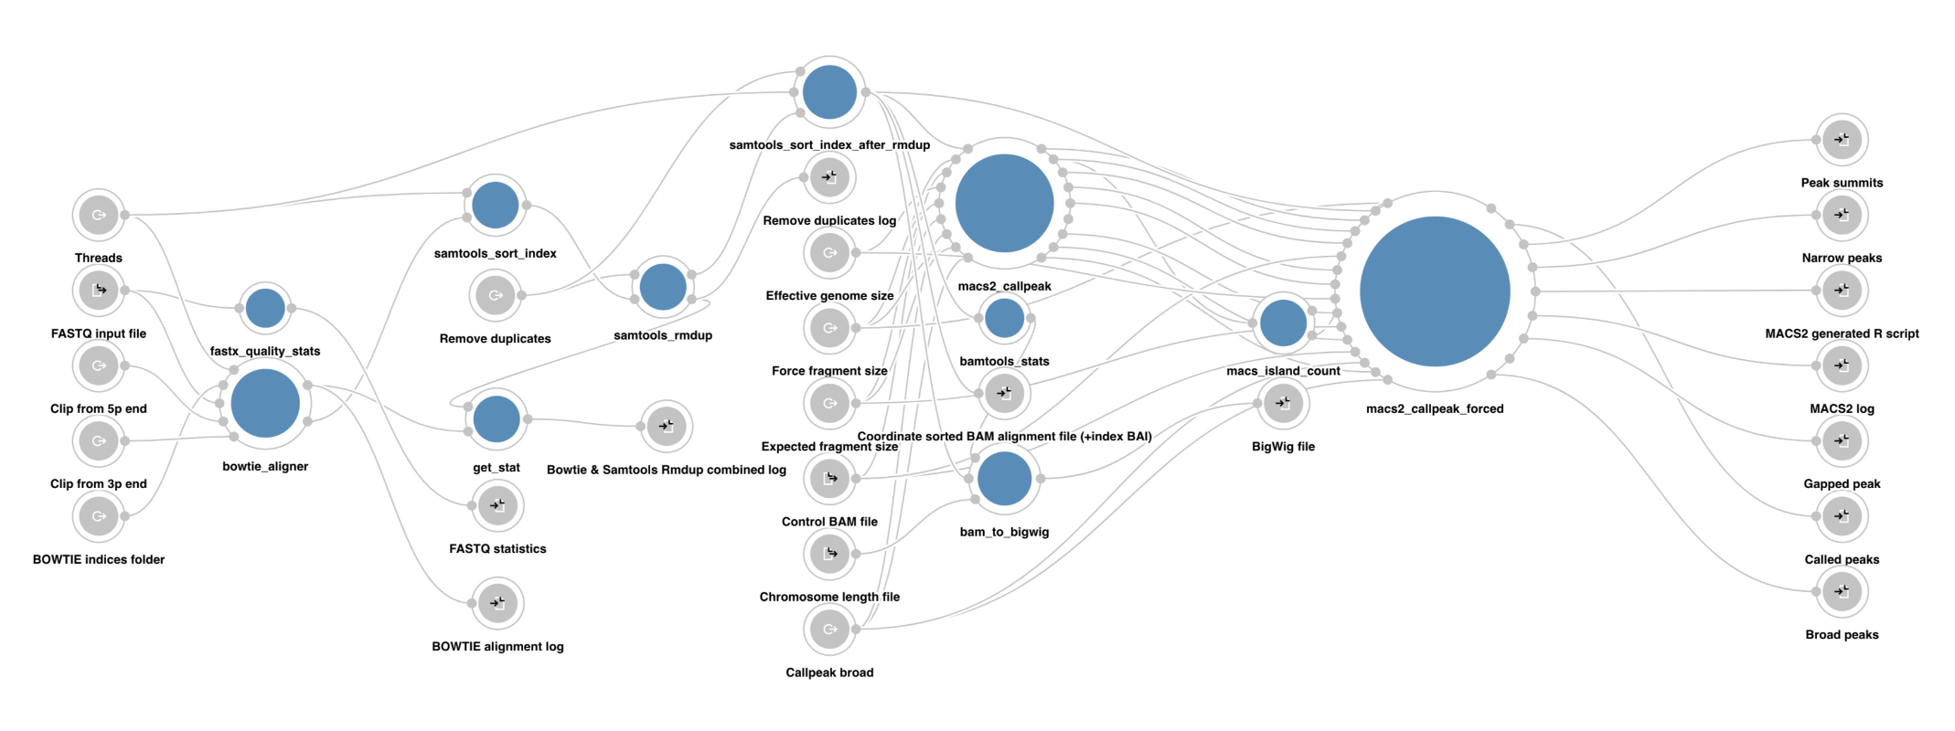 Threads
FASTQ input file
Clip from 5p end
Clip from 3p end
BOWTIE indices folder
fastx_quality_stats
bowtie_aligner
samtools_sort_index
Remove duplicates
get_stat
FASTQ statistics
BOWTIE alignment log
samtools_rmdup
Bowtie & Samtools Rmdup combined log
samtools_sort_index_after_rmdup
Remove duplicates log
Effective genome size
Force fragment size
Expected fragment size
Control BAM file
Chromosome length file
Callpeak broad
macs2_callpeak
bamtools_stats
Coordinate sorted BAM alignment file (+index BAI)
bam_to_bigwig
macs_island_count
BigWig file
macs2_callpeak_forced
Peak summits
Narrow peaks
MACS2 generated R script
MACS2 log
Gapped peak
Called peaks
Broad peaks